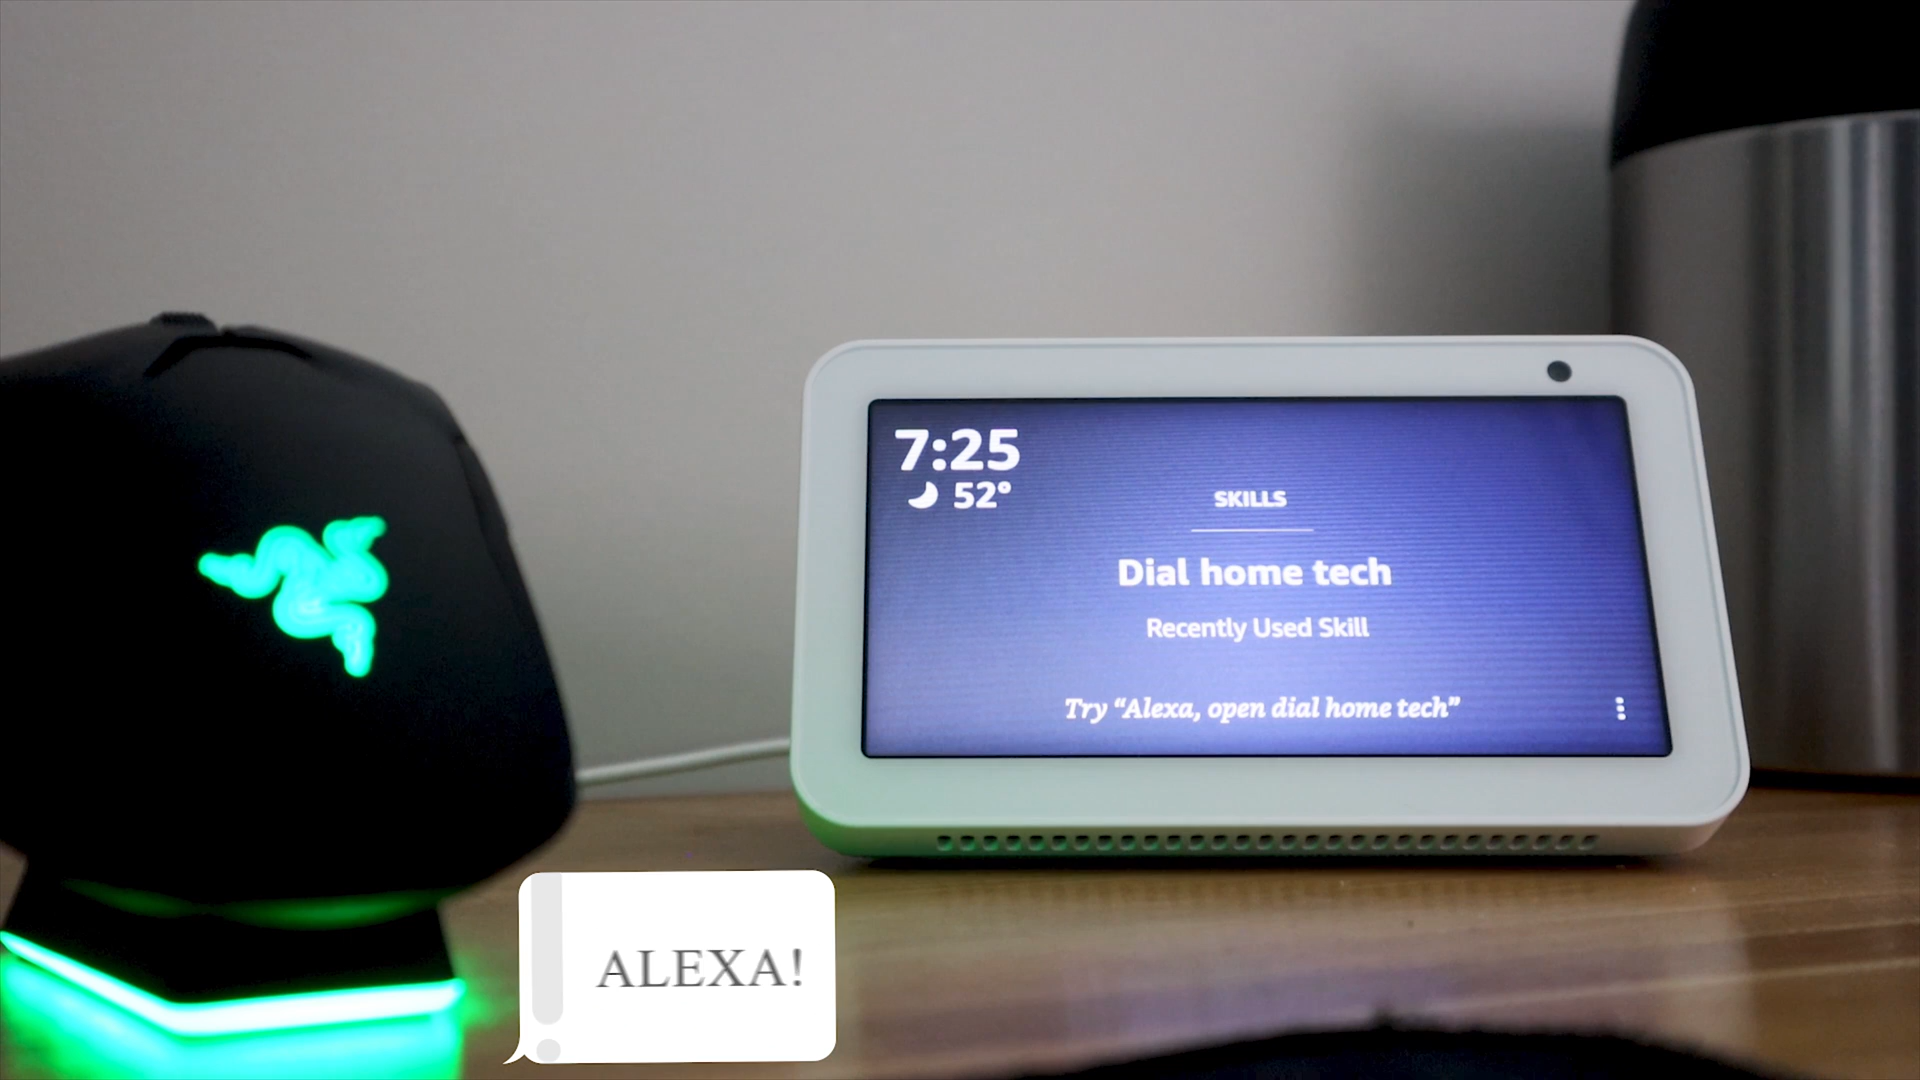 7:25
52°
SKILLS
Dial home tech
Recently Used Skill
Try “Alexa, open dial home tech”
ALEXA!